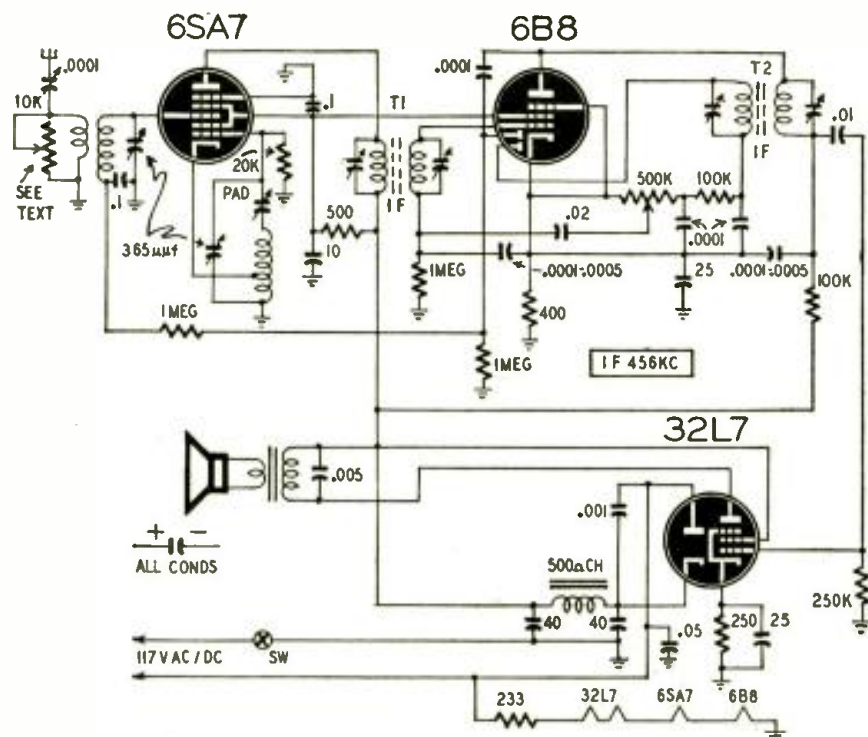 6SA7
6B8
.0001
10K
SEE
TEXT
.1
365µµf
20K
PAD
.1
T1
IF
500
10
.0001
T2
IF
.01
500K
100K
.02
.0001
1MEG
.0001-.0005
25
.0001-.0005
100K
1MEG
400
1MEG
IF 456KC
32L7
.005
+ -
ALL CONDS
.001
500Ω CH
40
40
.05
250
25
250K
117V AC / DC
SW
233
32L7
6SA7
6B8